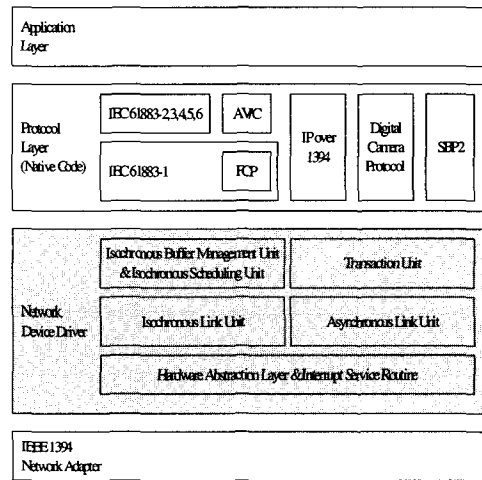 Application
Layer
Protocol
Layer
(Native Code)
IEC61883-2,3,4,5,6
AV/C
IEC61883-1
FCP
IP over
1394
Digital
Camera
Protocol
SBP2
Network
Device Driver
Isochronous Buffer Management Unit
& Isochronous Scheduling Unit
Transaction Unit
Isochronous Link Unit
Asynchronous Link Unit
Hardware Abstraction Layer & Interrupt Service Routine
IEEE 1394
Network Adapter